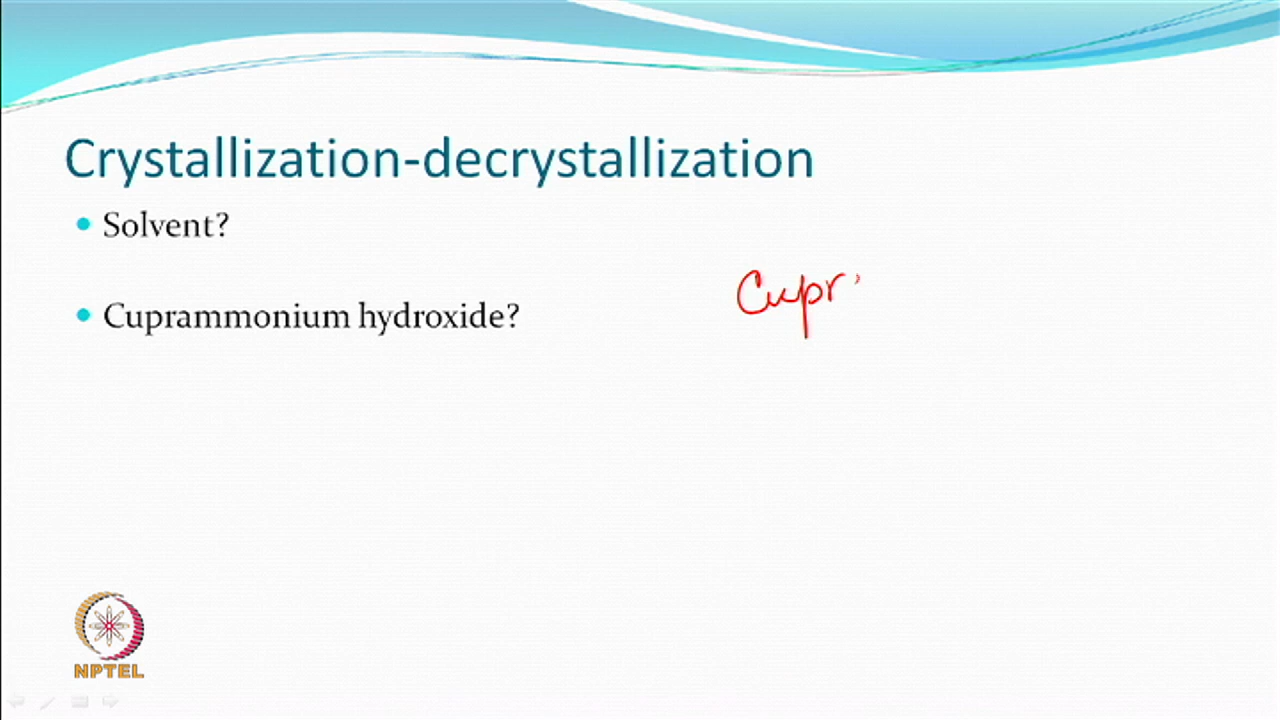 Crystallization-decrystallization
Solvent?
Cupr
Cuprammonium hydroxide?
NPTEL